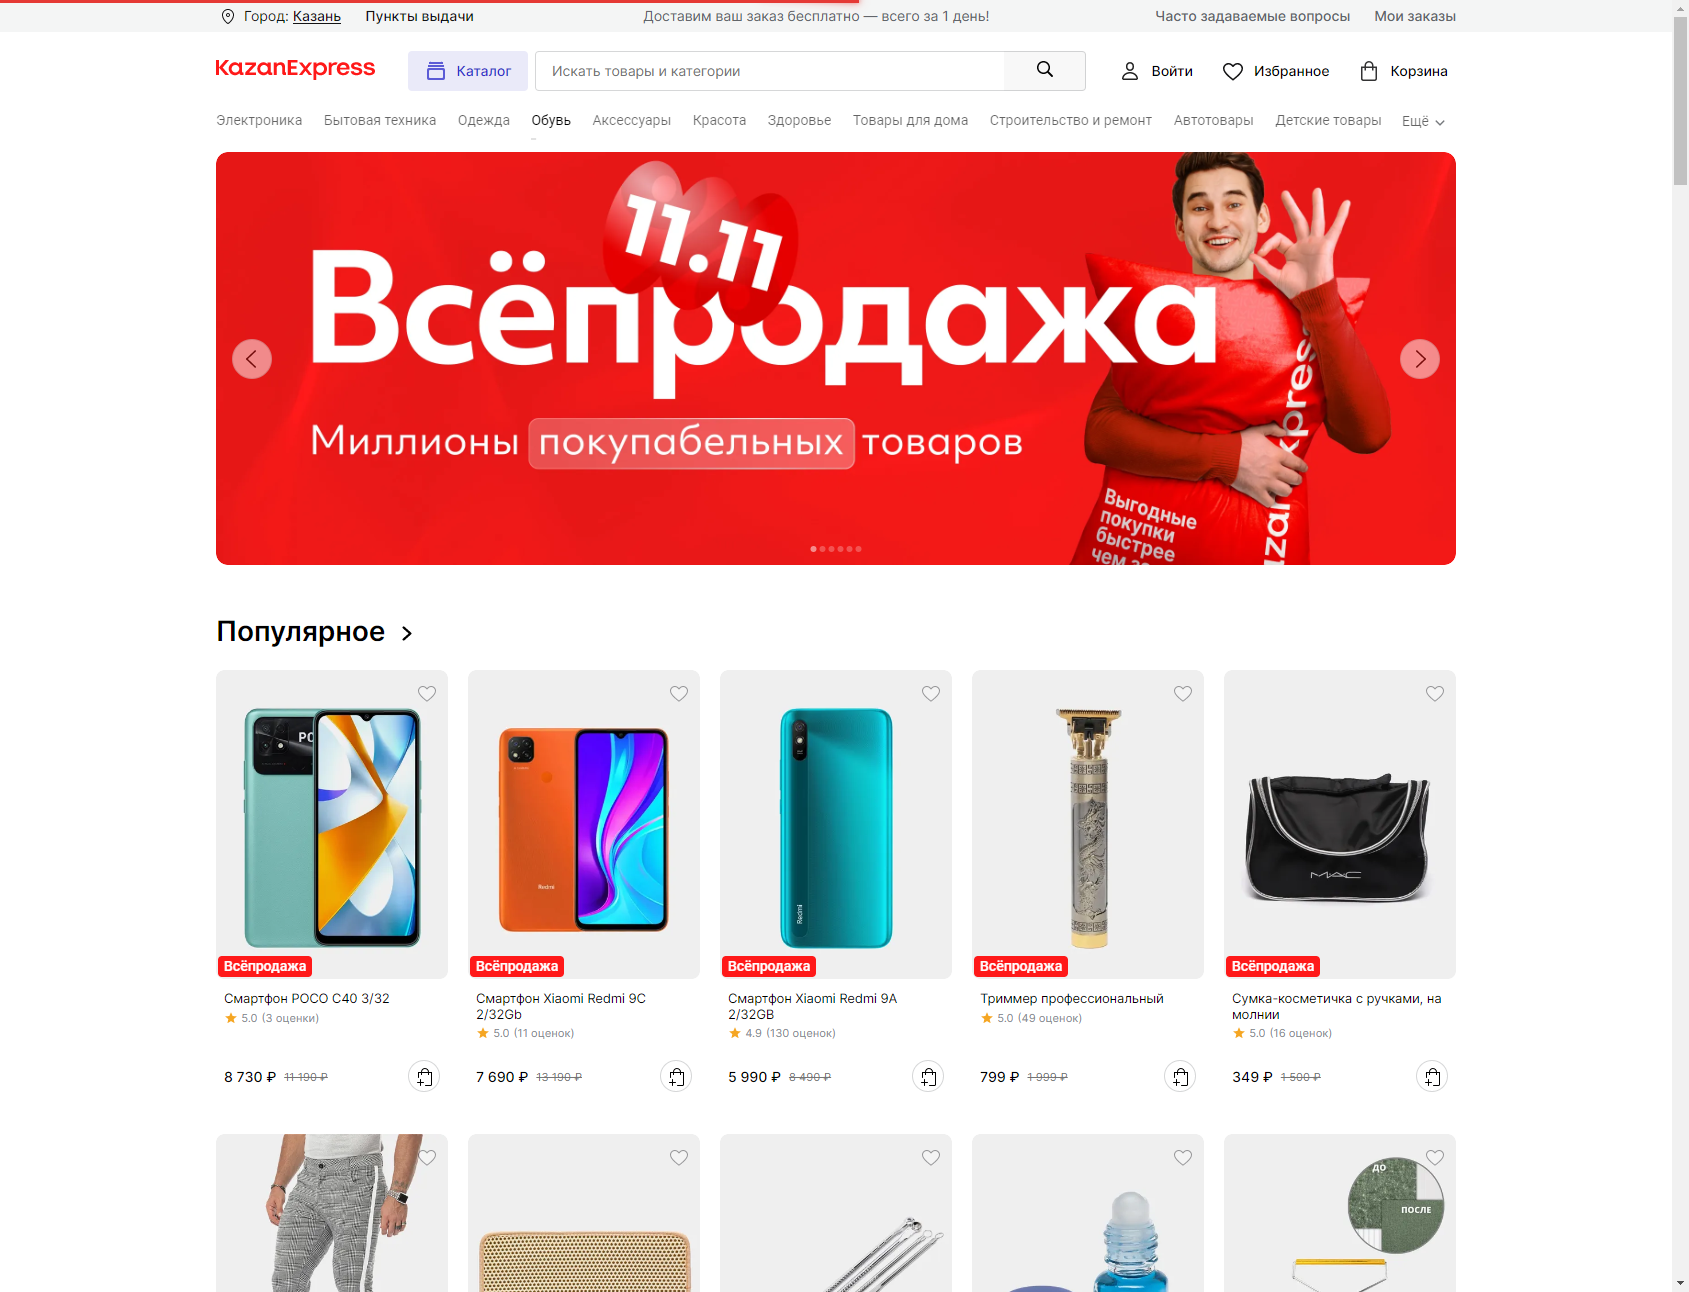 Город: Казань Пункты выдачи Доставим ваш заказ бесплатно — всего за 1 день! Часто задаваемые вопросы Мои заказы
KazanExpress Каталог Искать товары и категории Войти Избранное Корзина
Электроника Бытовая техника Одежда Обувь Аксессуары Красота Здоровье Товары для дома Строительство и ремонт Автотовары Детские товары Ещё
11.11
Всёпродажа
Миллионы покупабельных товаров
Выгодные
покупки
быстрее
Популярное
Redmi
Redmi
MAC
Всёпродажа Всёпродажа Всёпродажа Всёпродажа Всёпродажа
Смартфон POCO C40 3/32
5.0 (3 оценки)
8 730 ₽ 11 190 ₽
Смартфон Xiaomi Redmi 9C
2/32Gb
5.0 (11 оценок)
7 690 ₽ 13 190 ₽
Смартфон Xiaomi Redmi 9A
2/32GB
4.9 (130 оценок)
5 990 ₽ 8 490 ₽
Триммер профессиональный
5.0 (49 оценок)
799 ₽ 1 999 ₽
Сумка-косметичка с ручками, на
молнии
5.0 (16 оценок)
349 ₽ 1 500 ₽
ДО
ПОСЛЕ